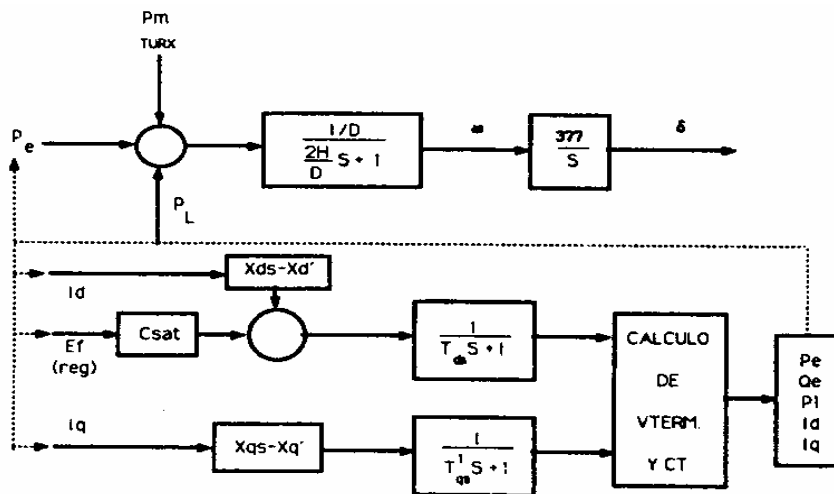 Pm
TURX
Pe
PL
1/D
2H/D S + 1
ω
377
S
δ
Id
Xds-Xd'
Ef
(reg)
Csat
1
Tds S + 1
Iq
Xqs-Xq'
1
T¹qs S + 1
CALCULO
DE
VTERM.
Y CT
Pe
Qe
Pl
Id
Iq